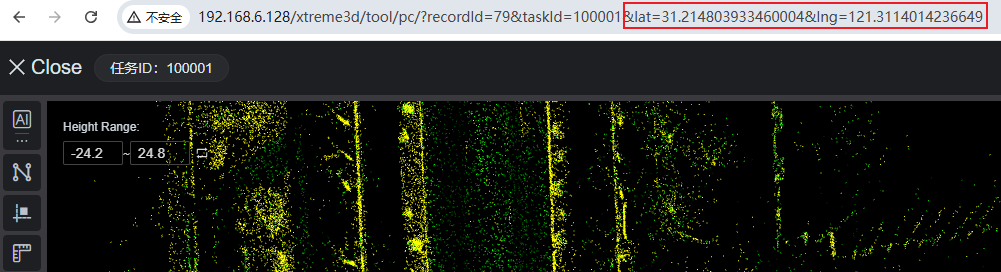 不安全 192.168.6.128/xtreme3d/tool/pc/?recordId=79&taskId=100001&lat=31.214803933460004&lng=121.3114014236649
Close 任务ID：100001
AI
Height Range:
-24.2 ~ 24.8